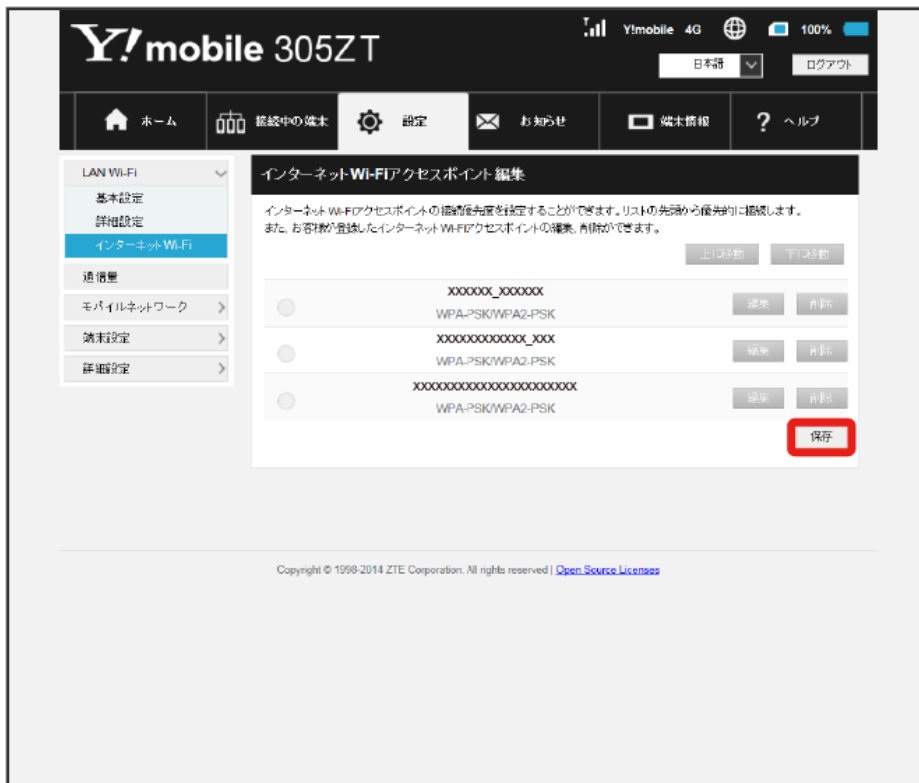 Y!mobile 4G 100%
Y! mobile 305ZT
日本語 ログアウト
ホーム 接続中の端末 設定 お知らせ 端末情報 ? ヘルプ
LAN Wi-Fi
基本設定
詳細設定
インターネットWi-Fi
通信量
モバイルネットワーク
端末設定
詳細設定
インターネットWi-Fiアクセスポイント編集
インターネットWi-Fiアクセスポイントの接続優先度を設定することができます。リストの先頭から優先的に接続します。
また、お客様が登録したインターネットWi-Fiアクセスポイントの編集、削除ができます。
上に移動 下に移動
XXXXXX_XXXXXX
WPA-PSK/WPA2-PSK
編集 削除
XXXXXXXXXXXX_XXX
WPA-PSK/WPA2-PSK
編集 削除
XXXXXXXXXXXXXXXXXXXXXXX
WPA-PSK/WPA2-PSK
編集 削除
保存
Copyright © 1998-2014 ZTE Corporation. All rights reserved | Open Source Licenses